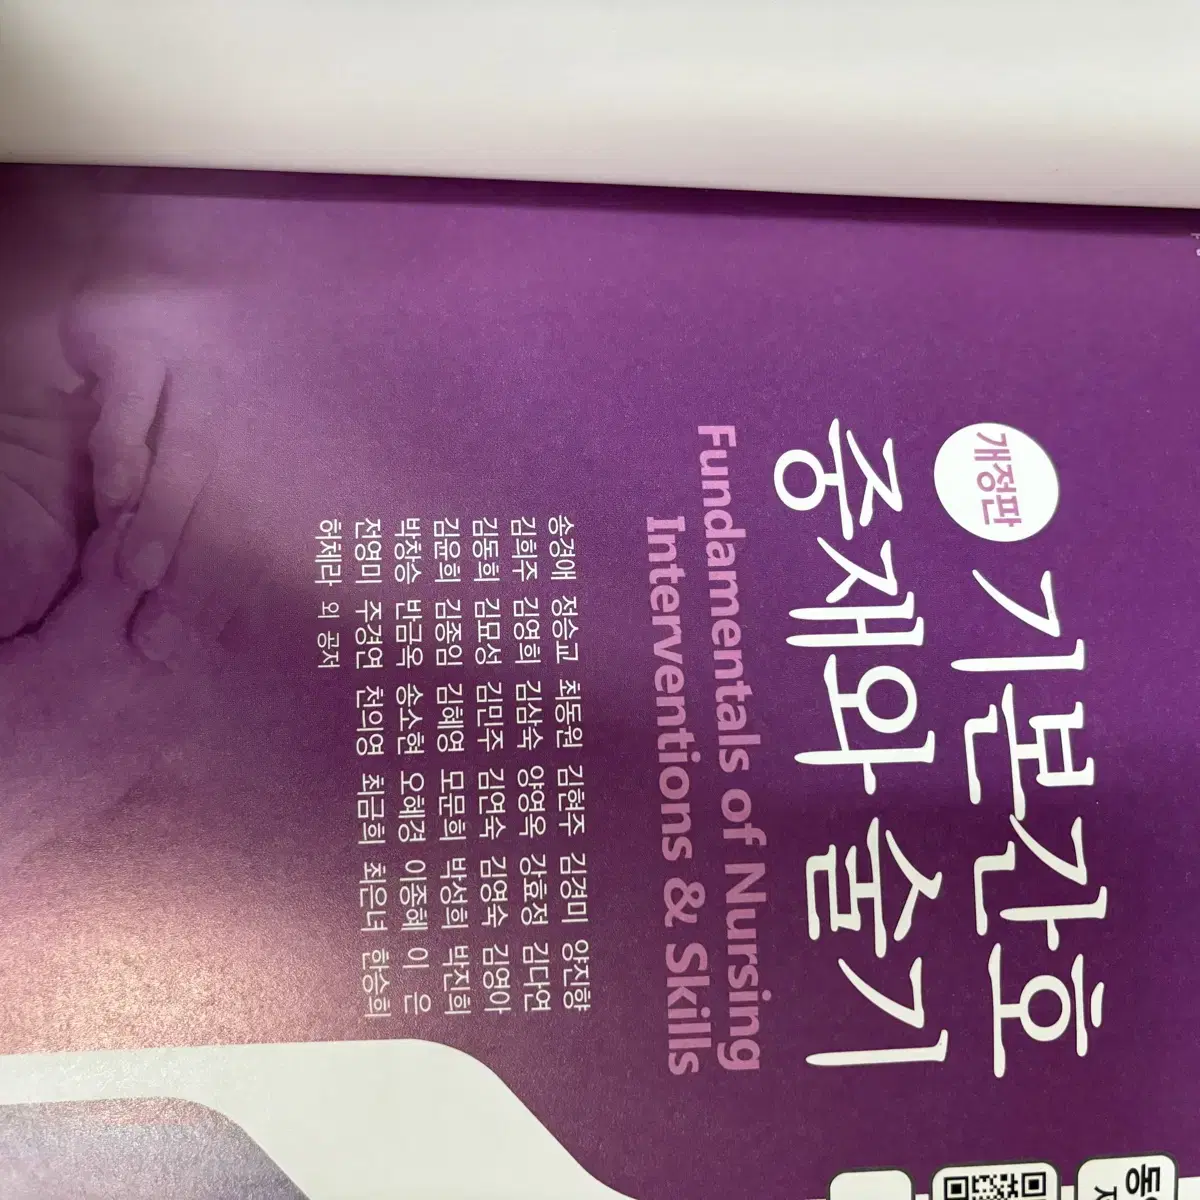 개정판
기본간호
중재와 술기
Fundamentals of Nursing
Interventions & Skills
송경애 정승교 최동원 김현주 김경미 양진향
김희주 김영희 김삼숙 양영옥 강효정 김다연
김동희 김묘성 김민주 김연숙 김영숙 김영아
김윤희 김종임 김혜영 모문희 박성희 박진희
박창승 반금옥 송소현 오혜경 이종혜 이 은
전영미 주경연 천의영 최금희 최은녀 한승희
허체라 외 공저
동